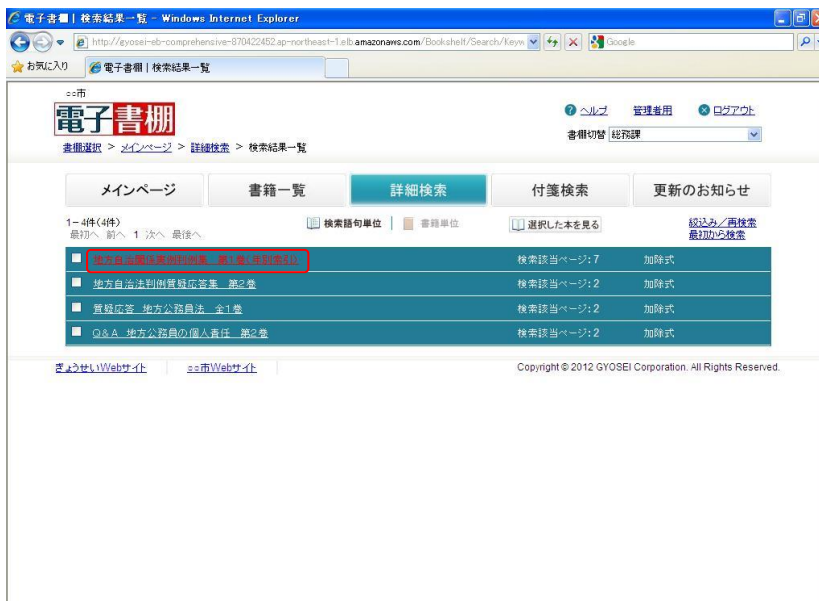 電子書棚 | 検索結果一覧 - Windows Internet Explorer
http://gyosei-eb-comprehensive-870422452.ap-northeast-1.elb.amazonaws.com/Bookshelf/Search/Keyw
Google
お気に入り
電子書棚 | 検索結果一覧
○○市
電子書棚
ヘルプ 管理者用 ログアウト
書棚切替 総務課
書棚選択 > メインページ > 詳細検索 > 検索結果一覧
メインページ 書籍一覧 詳細検索 付箋検索 更新のお知らせ
1-4件(4件)
最初へ 前へ 1 次へ 最後へ
検索語句単位 書籍単位 選択した本を見る
絞込み/再検索
最初から検索
地方自治関係実例判例集 第1巻(年別索引) 検索該当ページ:7 加除式
地方自治法判例質疑応答集 第2巻 検索該当ページ:2 加除式
質疑応答 地方公務員法 全1巻 検索該当ページ:2 加除式
Q&A 地方公務員の個人責任 第2巻 検索該当ページ:2 加除式
ぎょうせいWebサイト ○○市Webサイト
Copyright © 2012 GYOSEI Corporation. All Rights Reserved.